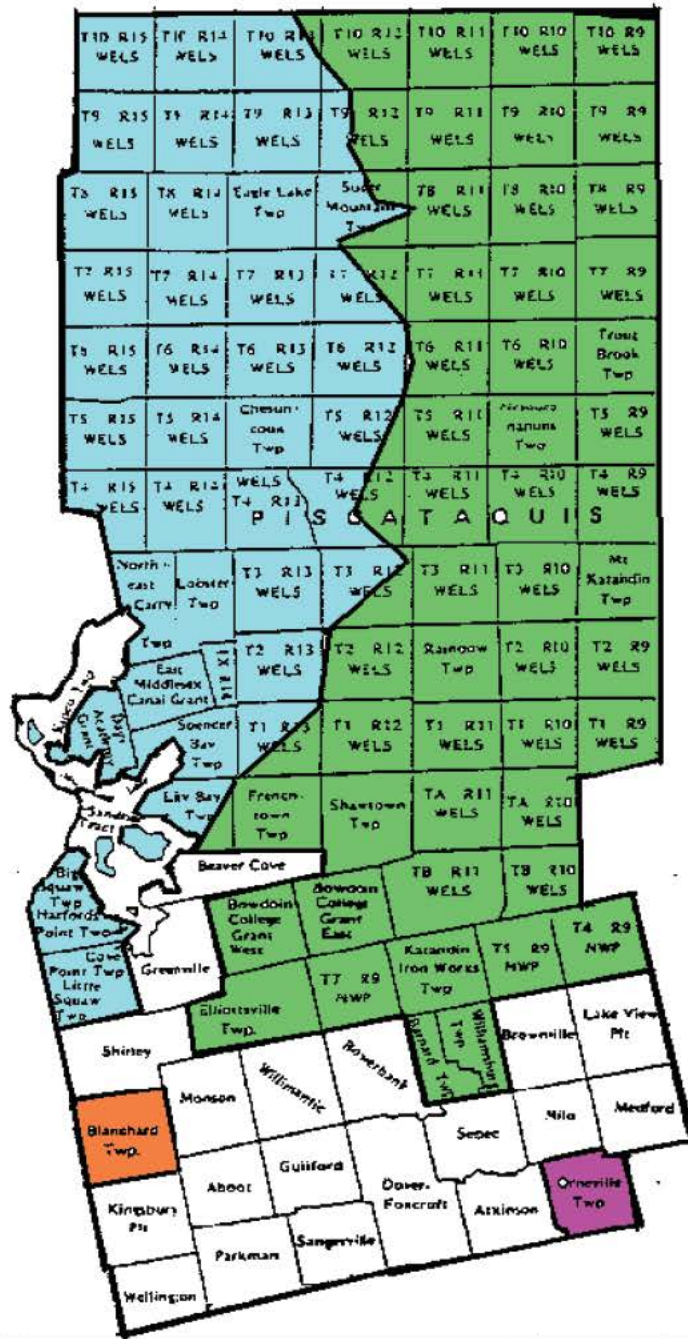 T10 R15 T10 R14 T10 R13 T10 R12 T10 R11 T10 R10 T10 R9
WELS WELS WELS WELS WELS WELS WELS
T9 R15 T9 R14 T9 R13 T9 R12 T9 R11 T9 R10 T9 R9
WELS WELS WELS WELS WELS WELS WELS
T8 R15 T8 R14 Eagle Lake Soper T8 R11 T8 R10 T8 R9
WELS WELS Twp Mountain Twp WELS WELS WELS
T7 R15 T7 R14 T7 R13 T7 R12 T7 R11 T7 R10 T7 R9
WELS WELS WELS WELS WELS WELS WELS
T6 R15 T6 R14 T6 R13 T6 R12 T6 R11 T6 R10 Trout
WELS WELS WELS WELS WELS WELS Brook
Twp
T5 R15 T5 R14 Chesun- T5 R12 T5 R11 T5 R9
WELS WELS cook WELS WELS nahunt WELS
Twp Twp
T4 R15 T4 R14 WELS T4 R12 T4 R11 T4 R10 T4 R9
WELS WELS T4 R13 WELS WELS WELS WELS
PISCATAQUIS
North- Lobster T3 R13 T3 R12 T3 R11 T3 R10 Mt
east Twp WELS WELS WELS WELS Katahdin
Carry Twp
Twp
T2 R13 T2 R12 Rainbow T2 R10 T2 R9
WELS WELS Twp WELS WELS
East
Middlesex
Canal Grant
TX R14
Day's
Academy
Grant
Spencer T1 R13 T1 R12 T1 R11 T1 R10 T1 R9
Bay WELS WELS WELS WELS WELS
Twp
Lily Bay French- Shawtown TA R11 TA R10
Twp town Twp WELS WELS
Twp
Tract
Beaver Cove
Bowdoin Bowdoin TB R11 TB R10
College College WELS WELS
Grant Grant
West East
Big
Squaw
Twp
Harfords
Point Twp
Cove
Point Twp
Little
Squaw
Twp
Greenville
Elliottsville
Twp.
T7 R9
NWP
Katahdin
Iron Works
Twp
T5 R9
NWP
T4 R9
NWP
Shirley
Barnard Twp
Williamsburg
Twp
Brownville
Lake View
Plt
Monson
Willimantic
Bowerbank
Blanchard
Twp.
Sebec
Milo
Medford
Abbot
Guilford
Dover-
Foxcroft
Atkinson
Orneville
Twp
Kingsbury
Plt
Parkman
Sangerville
Wellington